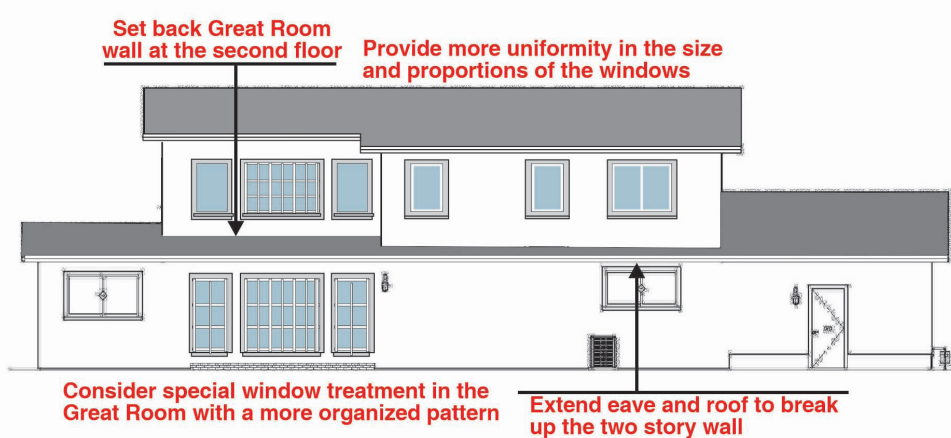 Set back Great Room
wall at the second floor
Provide more uniformity in the size
and proportions of the windows
Consider special window treatment in the
Great Room with a more organized pattern
Extend eave and roof to break
up the two story wall